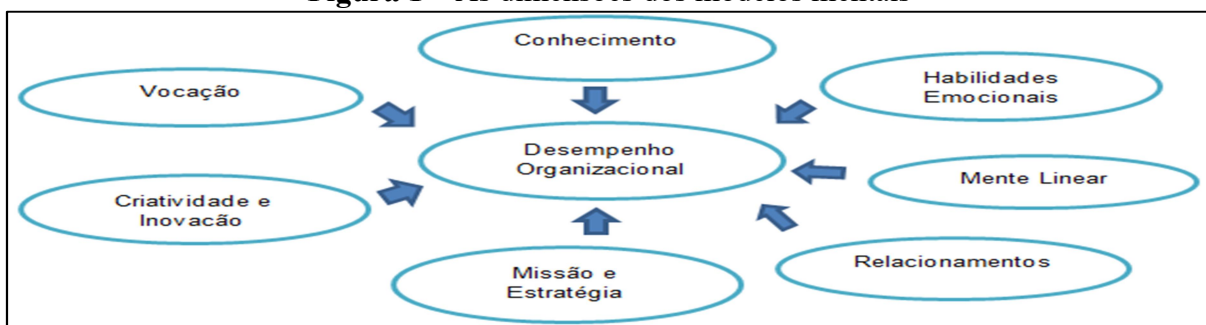 Conhecimento
Vocação
Habilidades
Emocionais
Desempenho
Organizacional
Mente Linear
Criatividade e
Inovacão
Relacionamentos
Missão e
Estratégia